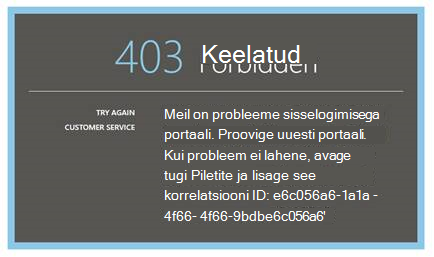 403 Keelatud
Forbidden
TRY AGAIN
CUSTOMER SERVICE
Meil on probleeme sisselogimisega
portaali. Proovige uuesti portaali.
Kui probleem ei lahene, avage
tugi Piletite ja lisage see
korrelatsiooni ID: e6c056a6-1a1a -
4f66- 4f66-9bdbe6c056a6'